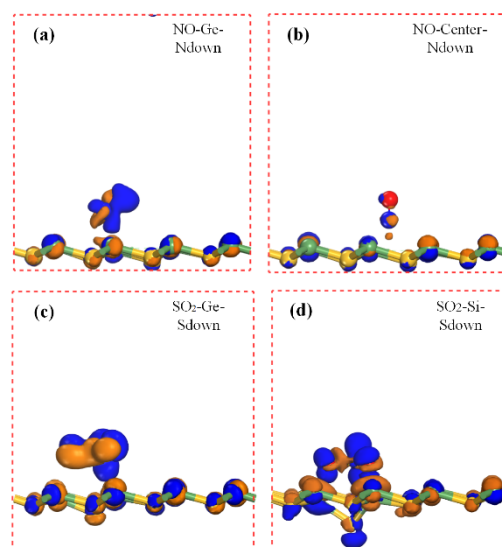 (a) NO-Ge-
Ndown
(b) NO-Center-
Ndown
(c) SO₂-Ge-
Sdown
(d) SO₂-Si-
Sdown